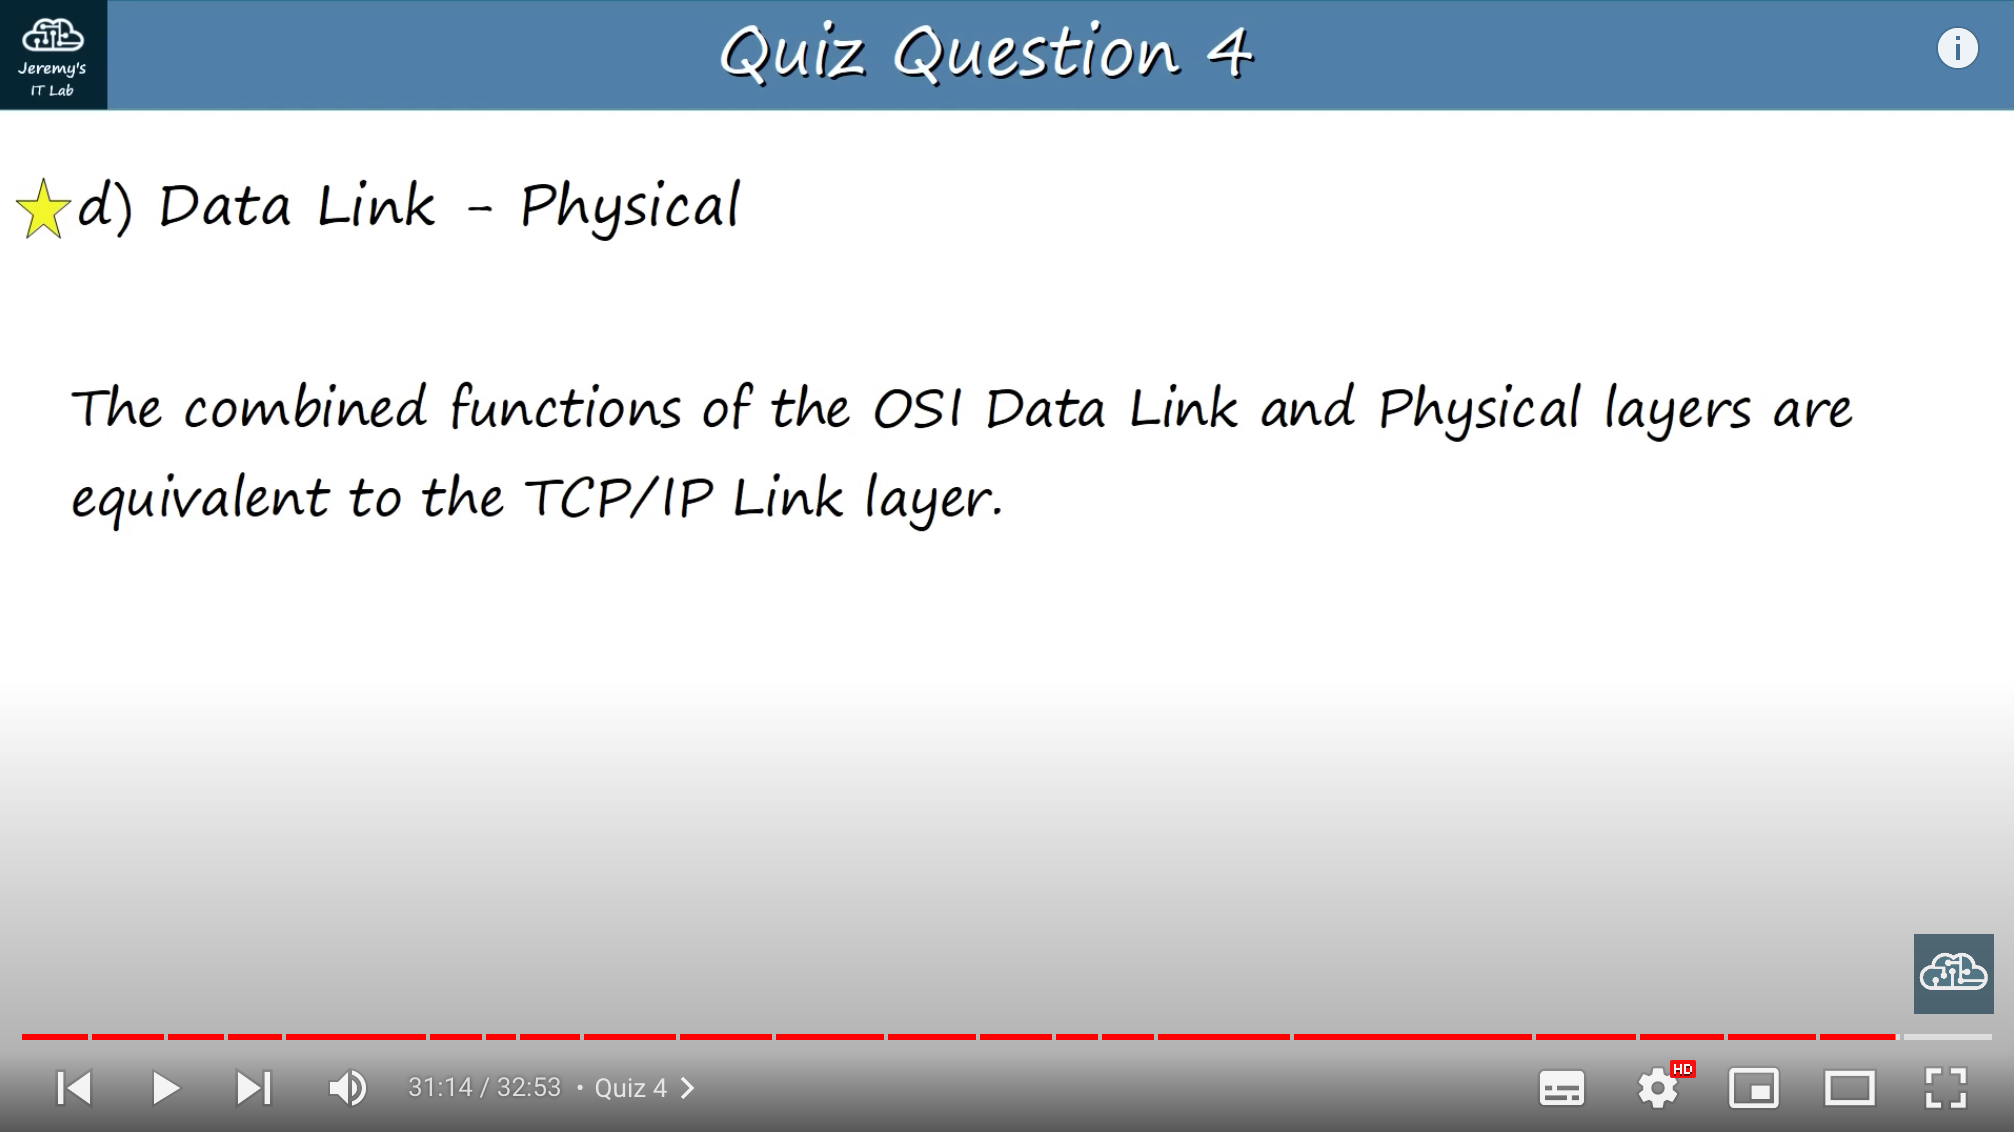 Jeremy's
IT Lab
Quiz Question 4
d) Data Link - Physical
The combined functions of the OSI Data Link and Physical layers are
equivalent to the TCP/IP Link layer.
31:14 / 32:53 • Quiz 4
HD